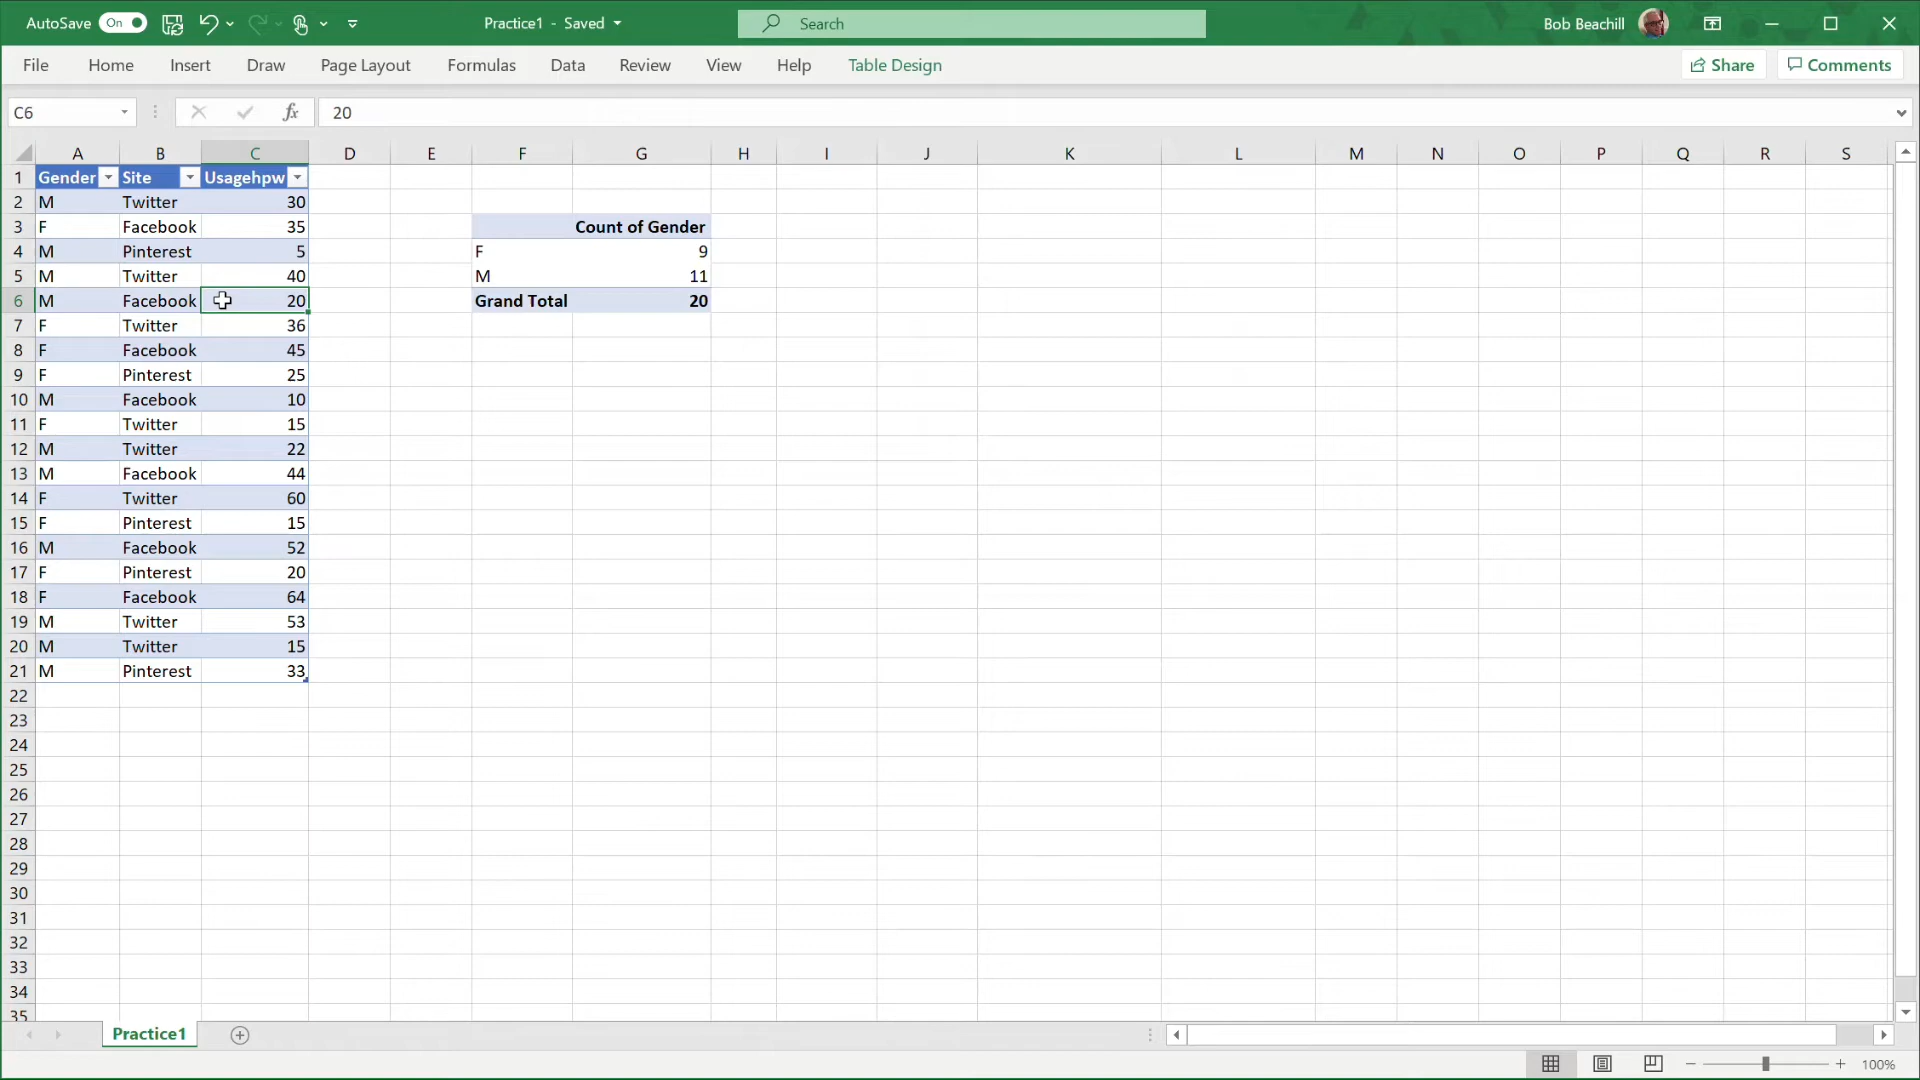 AutoSave On Practice1 - Saved Search Bob Beachill
File Home Insert Draw Page Layout Formulas Data Review View Help Table Design Share Comments
C6 fx 20
A B C D E F G H I J K L M N O P Q R S
1 Gender Site Usagehpw
2 M Twitter 30
3 F Facebook 35 Count of Gender
4 M Pinterest 5 F 9
5 M Twitter 40 M 11
6 M Facebook 20 Grand Total 20
7 F Twitter 36
8 F Facebook 45
9 F Pinterest 25
10 M Facebook 10
11 F Twitter 15
12 M Twitter 22
13 M Facebook 44
14 F Twitter 60
15 F Pinterest 15
16 M Facebook 52
17 F Pinterest 20
18 F Facebook 64
19 M Twitter 53
20 M Twitter 15
21 M Pinterest 33
22
23
24
25
26
27
28
29
30
31
32
33
34
35
Practice1
100%